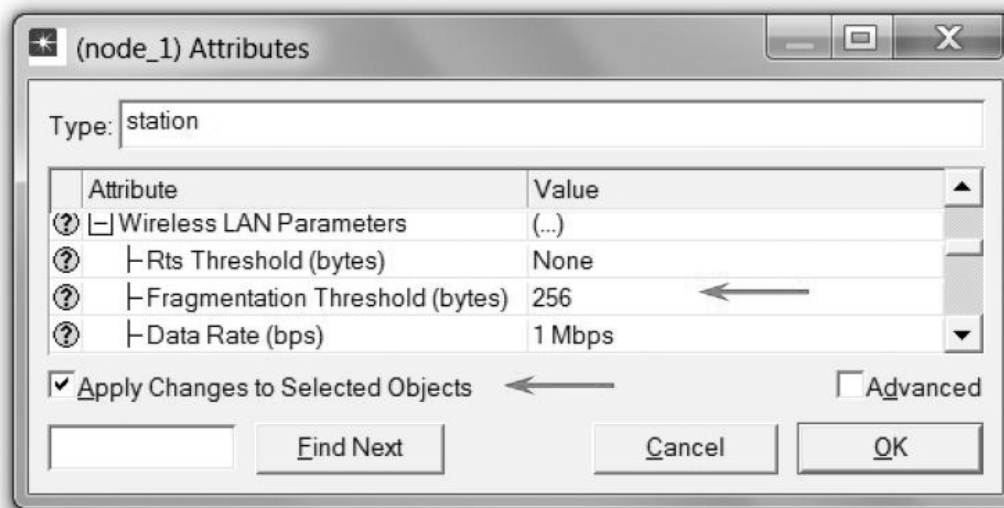 (node_1) Attributes
Type: station
Attribute Value
Wireless LAN Parameters (...)
Rts Threshold (bytes) None
Fragmentation Threshold (bytes) 256
Data Rate (bps) 1 Mbps
Apply Changes to Selected Objects Advanced
Find Next Cancel OK